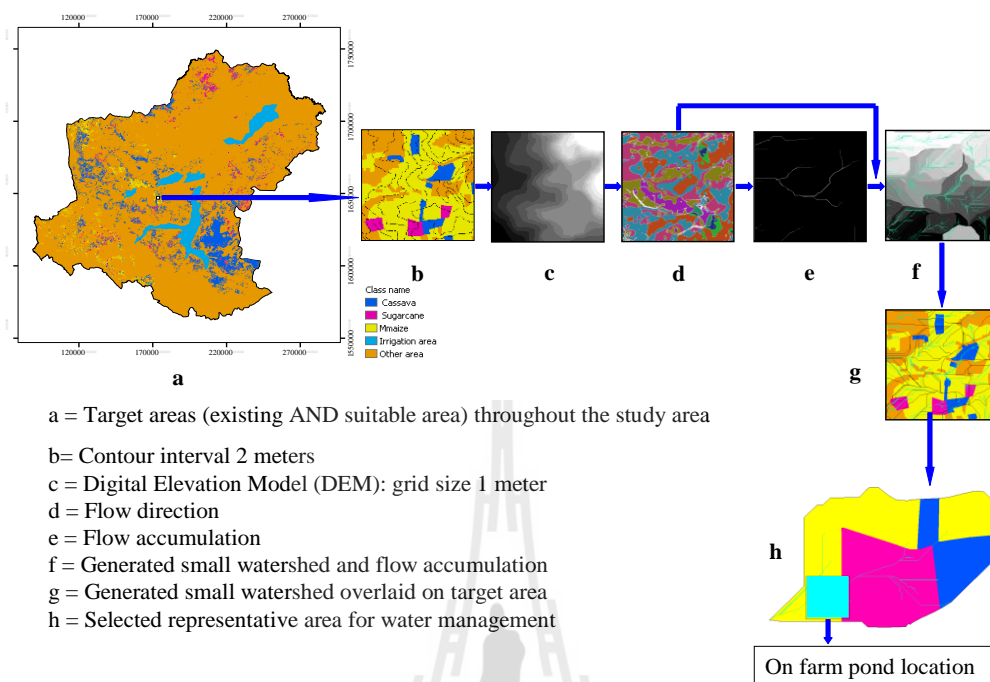 120000 170000 220000 270000
1750000
1700000
1650000
1600000
1550000
120000 170000 220000 270000
a
b
c
d
e
f
Class name
Cassava
Sugarcane
Mmaize
Irrigation area
Other area
g
h
a = Target areas (existing AND suitable area) throughout the study area
b= Contour interval 2 meters
c = Digital Elevation Model (DEM): grid size 1 meter
d = Flow direction
e = Flow accumulation
f = Generated small watershed and flow accumulation
g = Generated small watershed overlaid on target area
h = Selected representative area for water management
On farm pond location